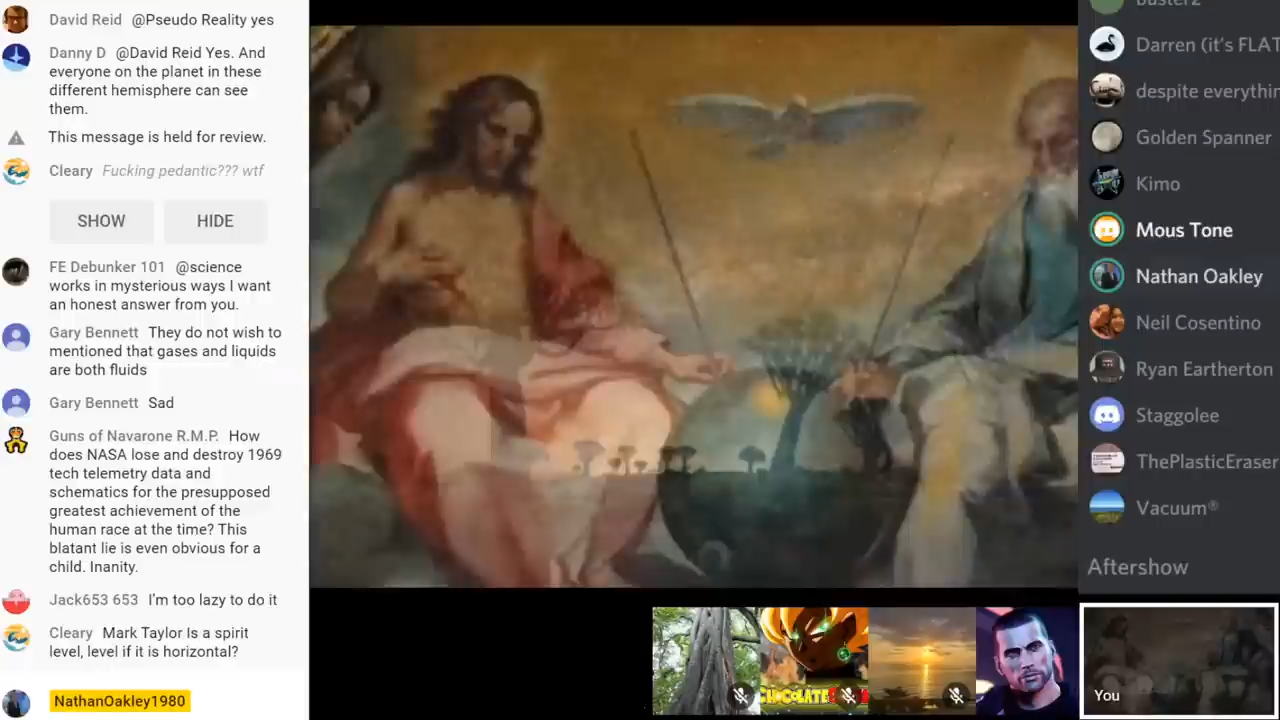 David Reid @Pseudo Reality yes
Danny D @David Reid Yes. And
everyone on the planet in these
different hemisphere can see
them.
This message is held for review.
Cleary Fucking pedantic??? wtf
SHOW HIDE
FE Debunker 101 @science
works in mysterious ways I want
an honest answer from you.
Gary Bennett They do not wish to
mentioned that gases and liquids
are both fluids
Gary Bennett Sad
Guns of Navarone R.M.P. How
does NASA lose and destroy 1969
tech telemetry data and
schematics for the presupposed
greatest achievement of the
human race at the time? This
blatant lie is even obvious for a
child. Inanity.
Jack653 653 I'm too lazy to do it
Cleary Mark Taylor Is a spirit
level, level if it is horizontal?
NathanOakley1980
You
Darren (it's FLAT
despite everythin
Golden Spanner
Kimo
Mous Tone
Nathan Oakley
Neil Cosentino
Ryan Eartherton
Staggolee
ThePlasticEraser
Vacuum®
Aftershow